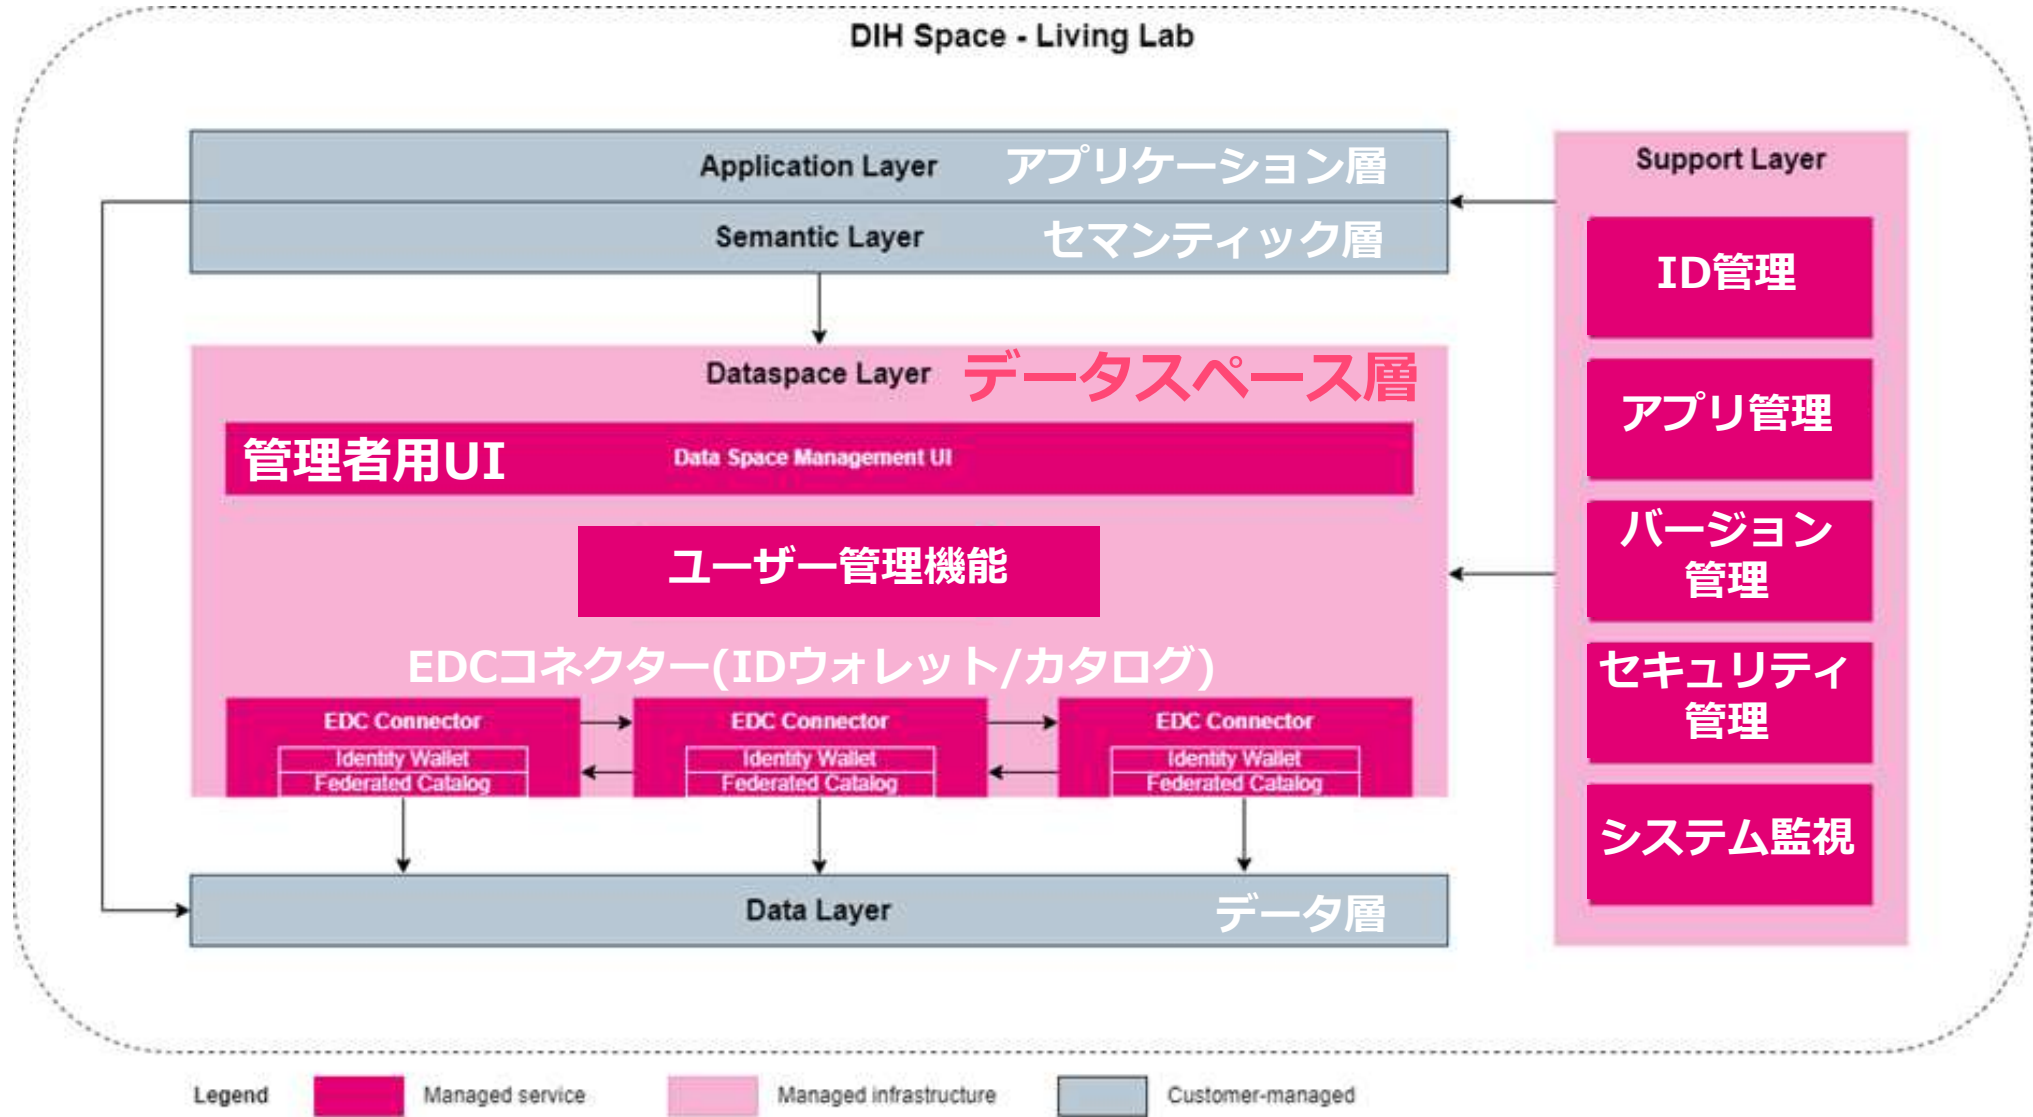 DIH Space - Living Lab
Application Layer アプリケーション層
Semantic Layer セマンティック層
Dataspace Layer データスペース層
管理者用UI Data Space Management UI
ユーザー管理機能
EDCコネクター(IDウォレット/カタログ)
EDC Connector
Identity Wallet
Federated Catalog
EDC Connector
Identity Wallet
Federated Catalog
EDC Connector
Identity Wallet
Federated Catalog
Data Layer データ層
Support Layer
ID管理
アプリ管理
バージョン
管理
セキュリティ
管理
システム監視
Legend
Managed service
Managed infrastructure
Customer-managed